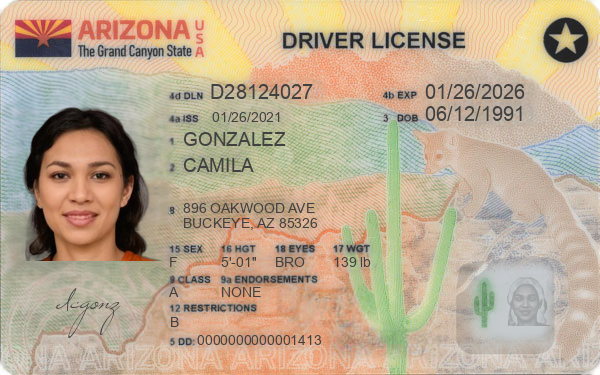 ARIZONA USA
The Grand Canyon State
DRIVER LICENSE
4d DLN D28124027
4b EXP 01/26/2026
4a ISS 01/26/2021
3 DOB 06/12/1991
1 GONZALEZ
2 CAMILA
8 896 OAKWOOD AVE
BUCKEYE, AZ 85326
15 SEX 16 HGT 18 EYES 17 WGT
F 5'-01" BRO 139 lb
9 CLASS 9a ENDORSEMENTS
A NONE
12 RESTRICTIONS
B
5 DD: 0000000000001413
ARIZONA ARIZONA ARIZONA ARIZONA